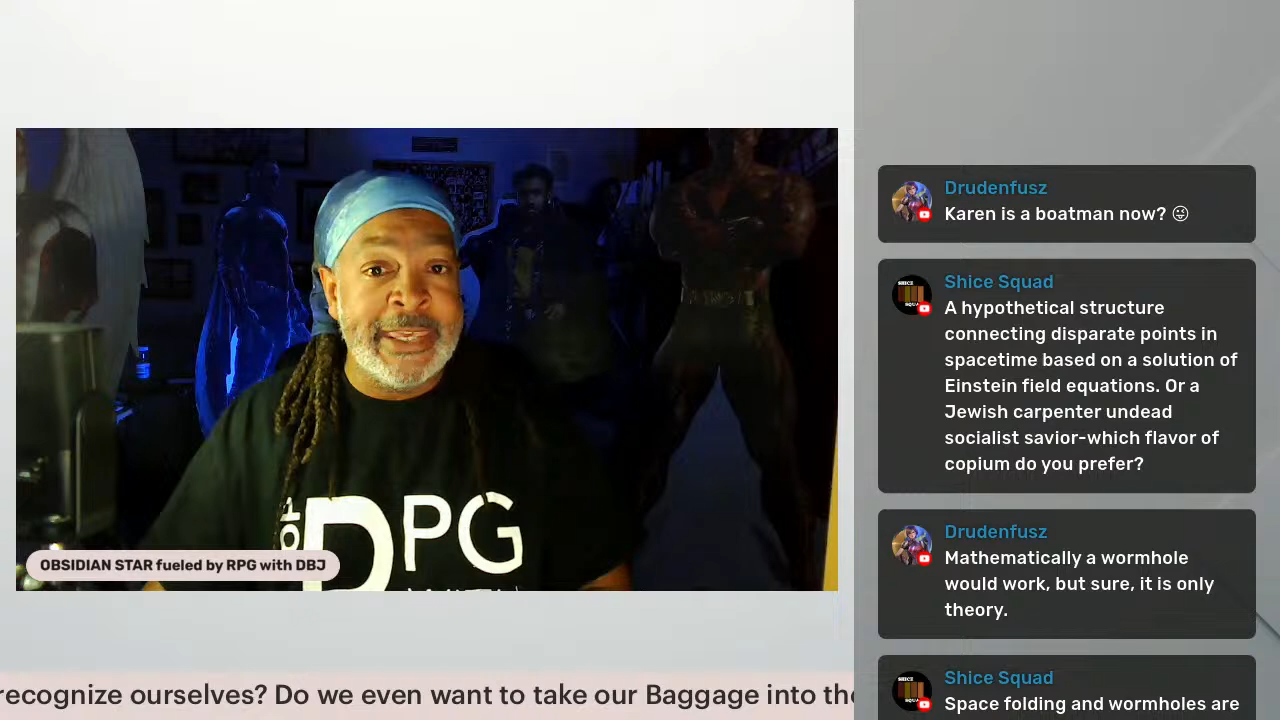 Drudenfusz
Karen is a boatman now? 😜
Shice Squad
A hypothetical structure
connecting disparate points in
spacetime based on a solution of
Einstein field equations. Or a
Jewish carpenter undead
socialist savior-which flavor of
copium do you prefer?
Drudenfusz
Mathematically a wormhole
would work, but sure, it is only
theory.
Shice Squad
Space folding and wormholes are
PG
OBSIDIAN STAR fueled by RPG with DBJ
recognize ourselves? Do we even want to take our Baggage into the